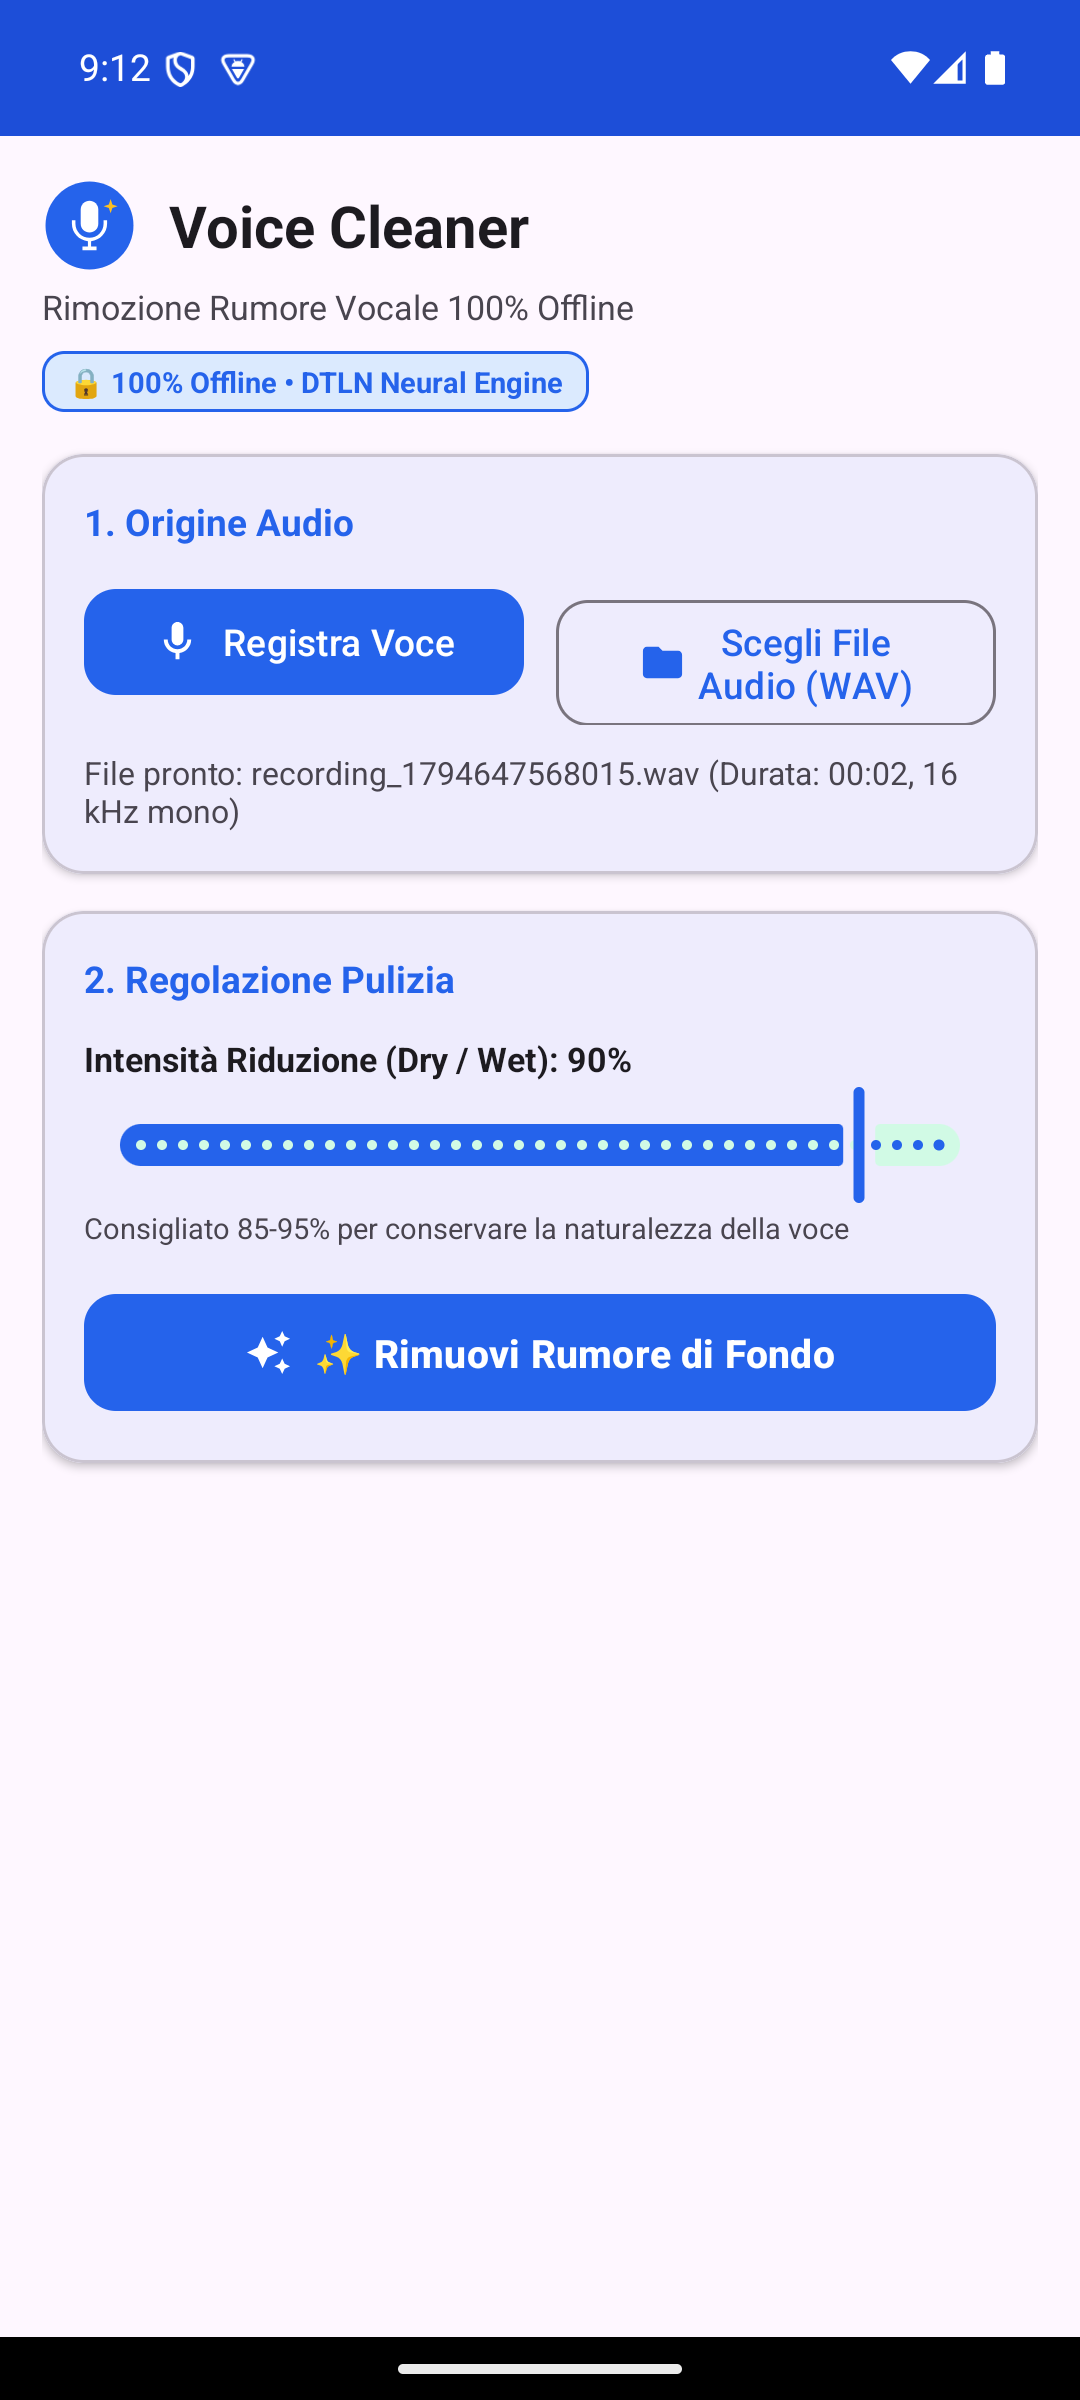 9:12
Voice Cleaner
Rimozione Rumore Vocale 100% Offline
🔒 100% Offline • DTLN Neural Engine
1. Origine Audio
Registra Voce
Scegli File
Audio (WAV)
File pronto: recording_1794647568015.wav (Durata: 00:02, 16
kHz mono)
2. Regolazione Pulizia
Intensità Riduzione (Dry / Wet): 90%
Consigliato 85-95% per conservare la naturalezza della voce
✨ Rimuovi Rumore di Fondo